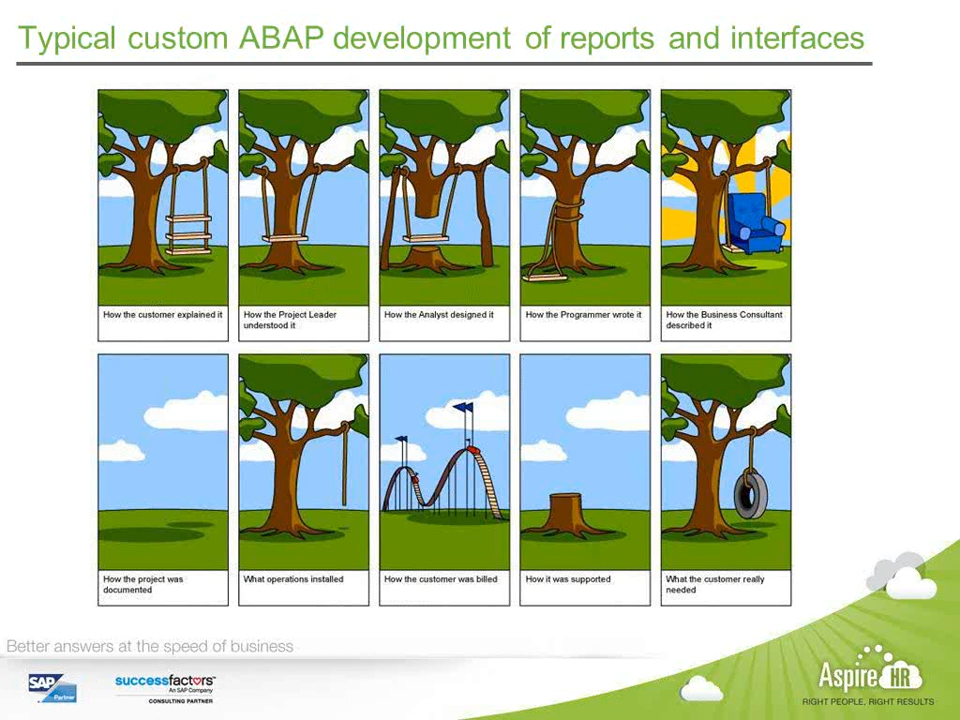 Typical custom ABAP development of reports and interfaces
How the customer explained it
How the Project Leader
understood it
How the Analyst designed it
How the Programmer wrote it
How the Business Consultant
described it
How the project was
documented
What operations installed
How the customer was billed
How it was supported
What the customer really
needed
Better answers at the speed of business
SAP
Partner
successfactors™
An SAP Company
CONSULTING PARTNER
AspireHR
RIGHT PEOPLE, RIGHT RESULTS